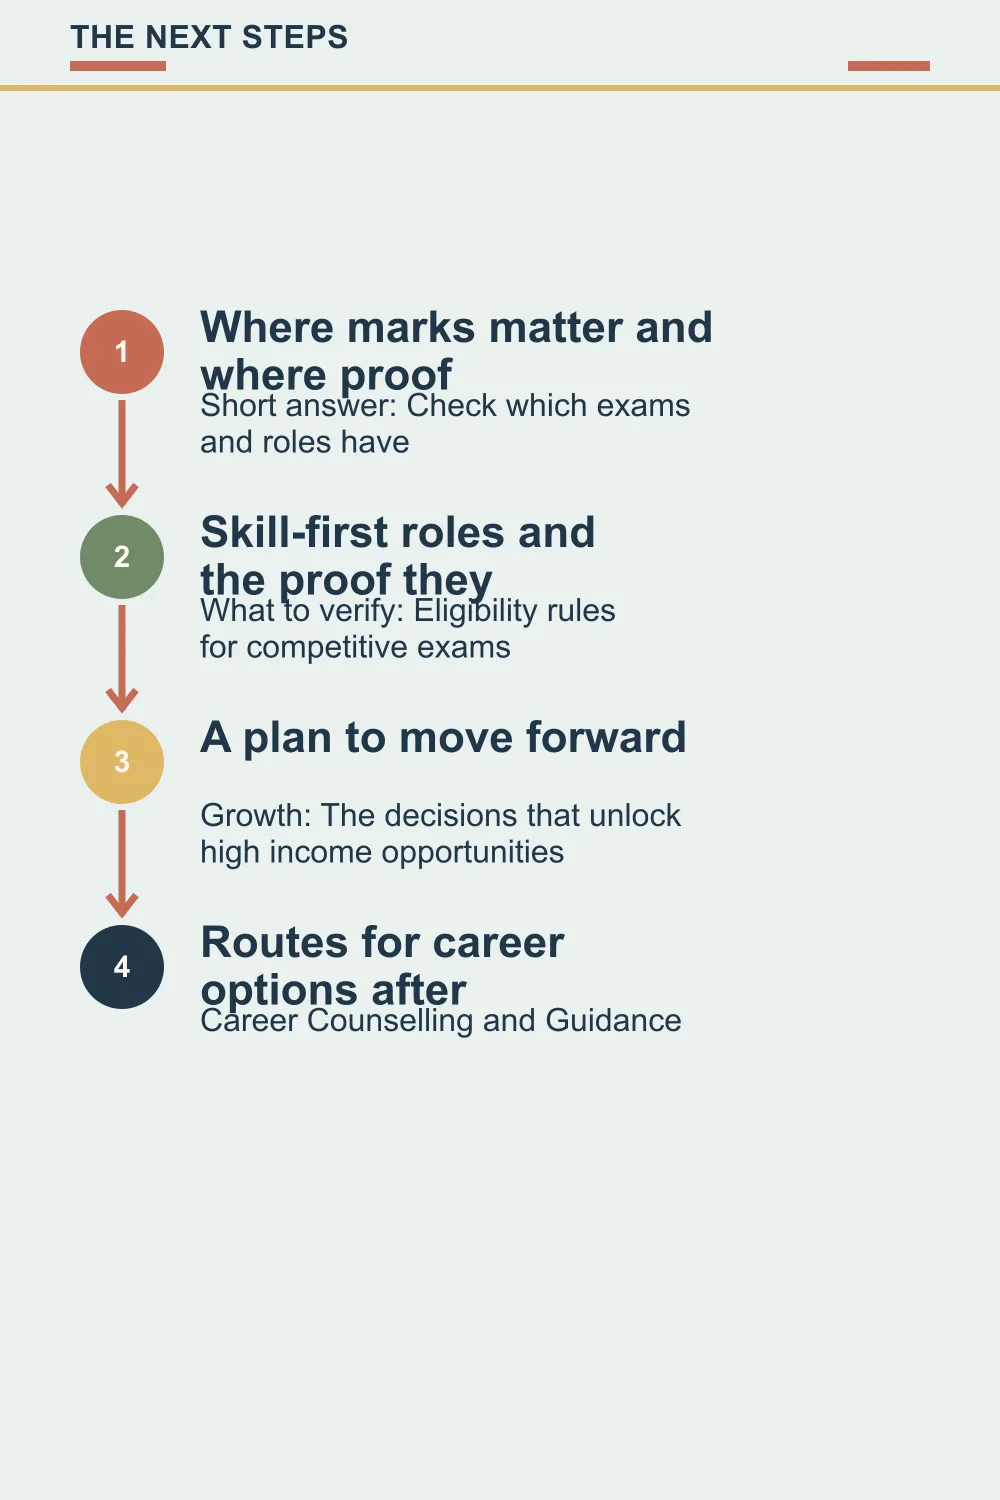 THE NEXT STEPS
1
Where marks matter and
where proof
Short answer: Check which exams
and roles have
2
Skill-first roles and
the proof they
What to verify: Eligibility rules
for competitive exams
3
A plan to move forward
Growth: The decisions that unlock
high income opportunities
4
Routes for career
options after
Career Counselling and Guidance